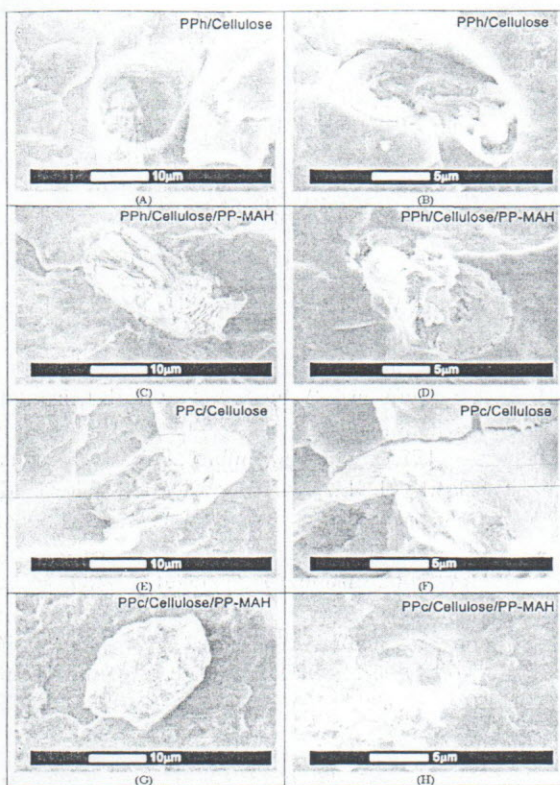 PPh/Cellulose
10µm
(A)
PPh/Cellulose
5µm
(B)
PPh/Cellulose/PP-MAH
10µm
(C)
PPh/Cellulose/PP-MAH
5µm
(D)
PPc/Cellulose
10µm
(E)
PPc/Cellulose
5µm
(F)
PPc/Cellulose/PP-MAH
10µm
(G)
PPc/Cellulose/PP-MAH
5µm
(H)